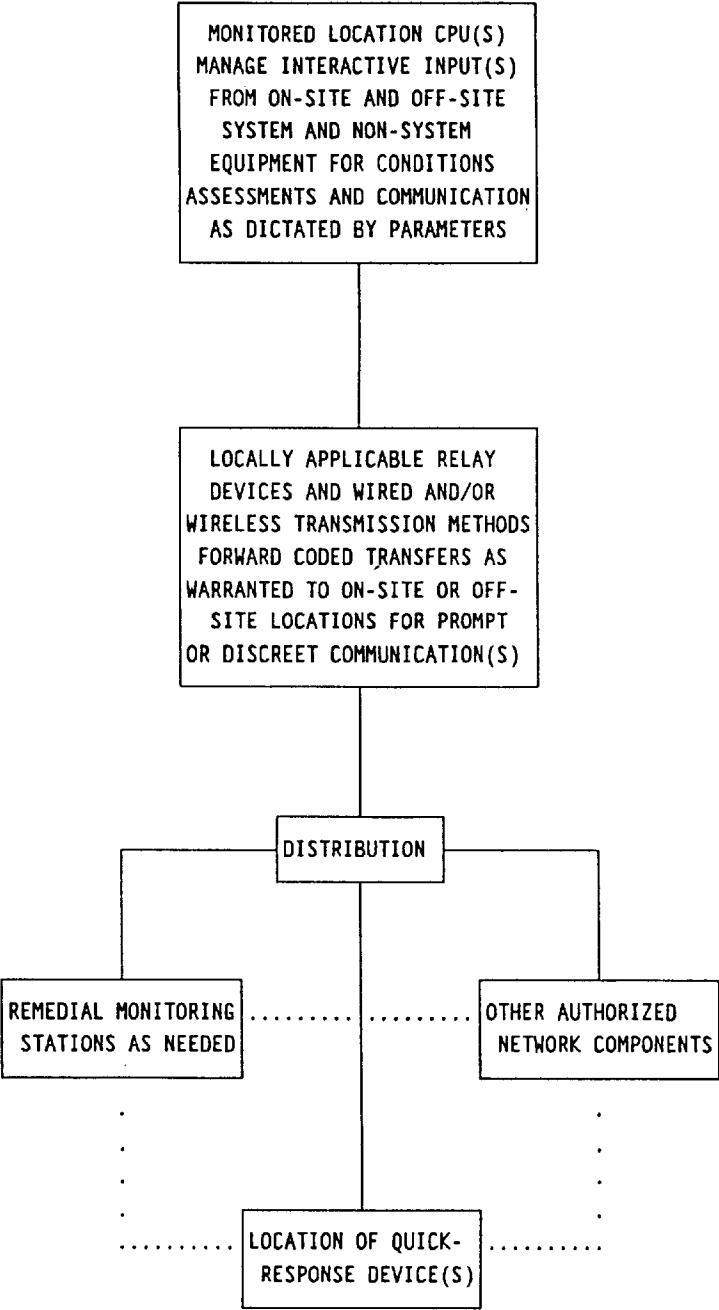 MONITORED LOCATION CPU(S)
MANAGE INTERACTIVE INPUT(S)
FROM ON-SITE AND OFF-SITE
SYSTEM AND NON-SYSTEM
EQUIPMENT FOR CONDITIONS
ASSESSMENTS AND COMMUNICATION
AS DICTATED BY PARAMETERS
LOCALLY APPLICABLE RELAY
DEVICES AND WIRED AND/OR
WIRELESS TRANSMISSION METHODS
FORWARD CODED TRANSFERS AS
WARRANTED TO ON-SITE OR OFF-
SITE LOCATIONS FOR PROMPT
OR DISCREET COMMUNICATION(S)
DISTRIBUTION
REMEDIAL MONITORING
STATIONS AS NEEDED
OTHER AUTHORIZED
NETWORK COMPONENTS
LOCATION OF QUICK-
RESPONSE DEVICE(S)